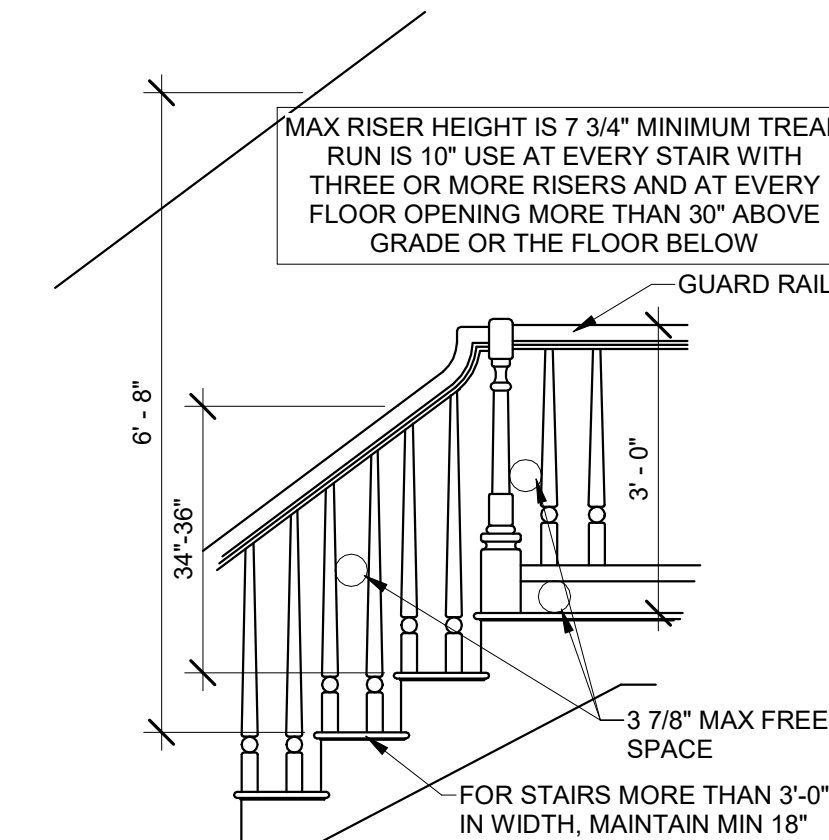 MAX RISER HEIGHT IS 7 3/4" MINIMUM TREAD
RUN IS 10" USE AT EVERY STAIR WITH
THREE OR MORE RISERS AND AT EVERY
FLOOR OPENING MORE THAN 30" ABOVE
GRADE OR THE FLOOR BELOW
GUARD RAIL
6' - 8"
34"-36"
3' - 0"
3 7/8" MAX FREE
SPACE
FOR STAIRS MORE THAN 3'-0"
IN WIDTH, MAINTAIN MIN 18"